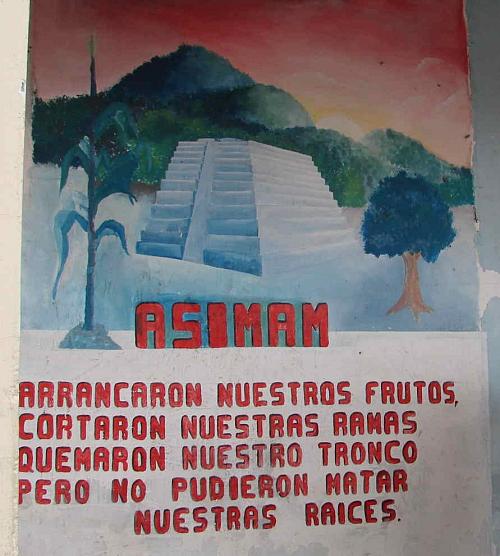 ASIMAM
ARRANCARON NUESTROS FRUTOS,
CORTARON NUESTRAS RAMAS
QUEMARON NUESTRO TRONCO
PERO NO PUDIERON MATAR
NUESTRAS RAICES.